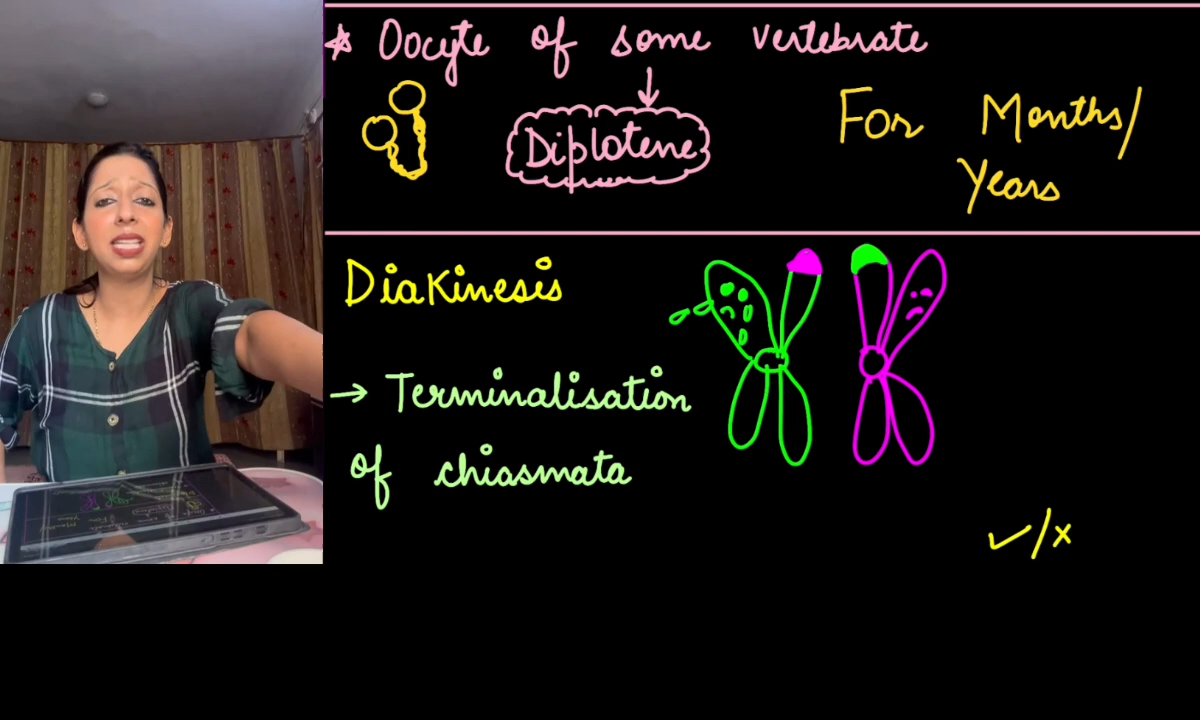 * Oocyte of some vertebrate
Diplotene
For Months/
Years
Diakinesis
→ Terminalisation
of chiasmata
✓/x